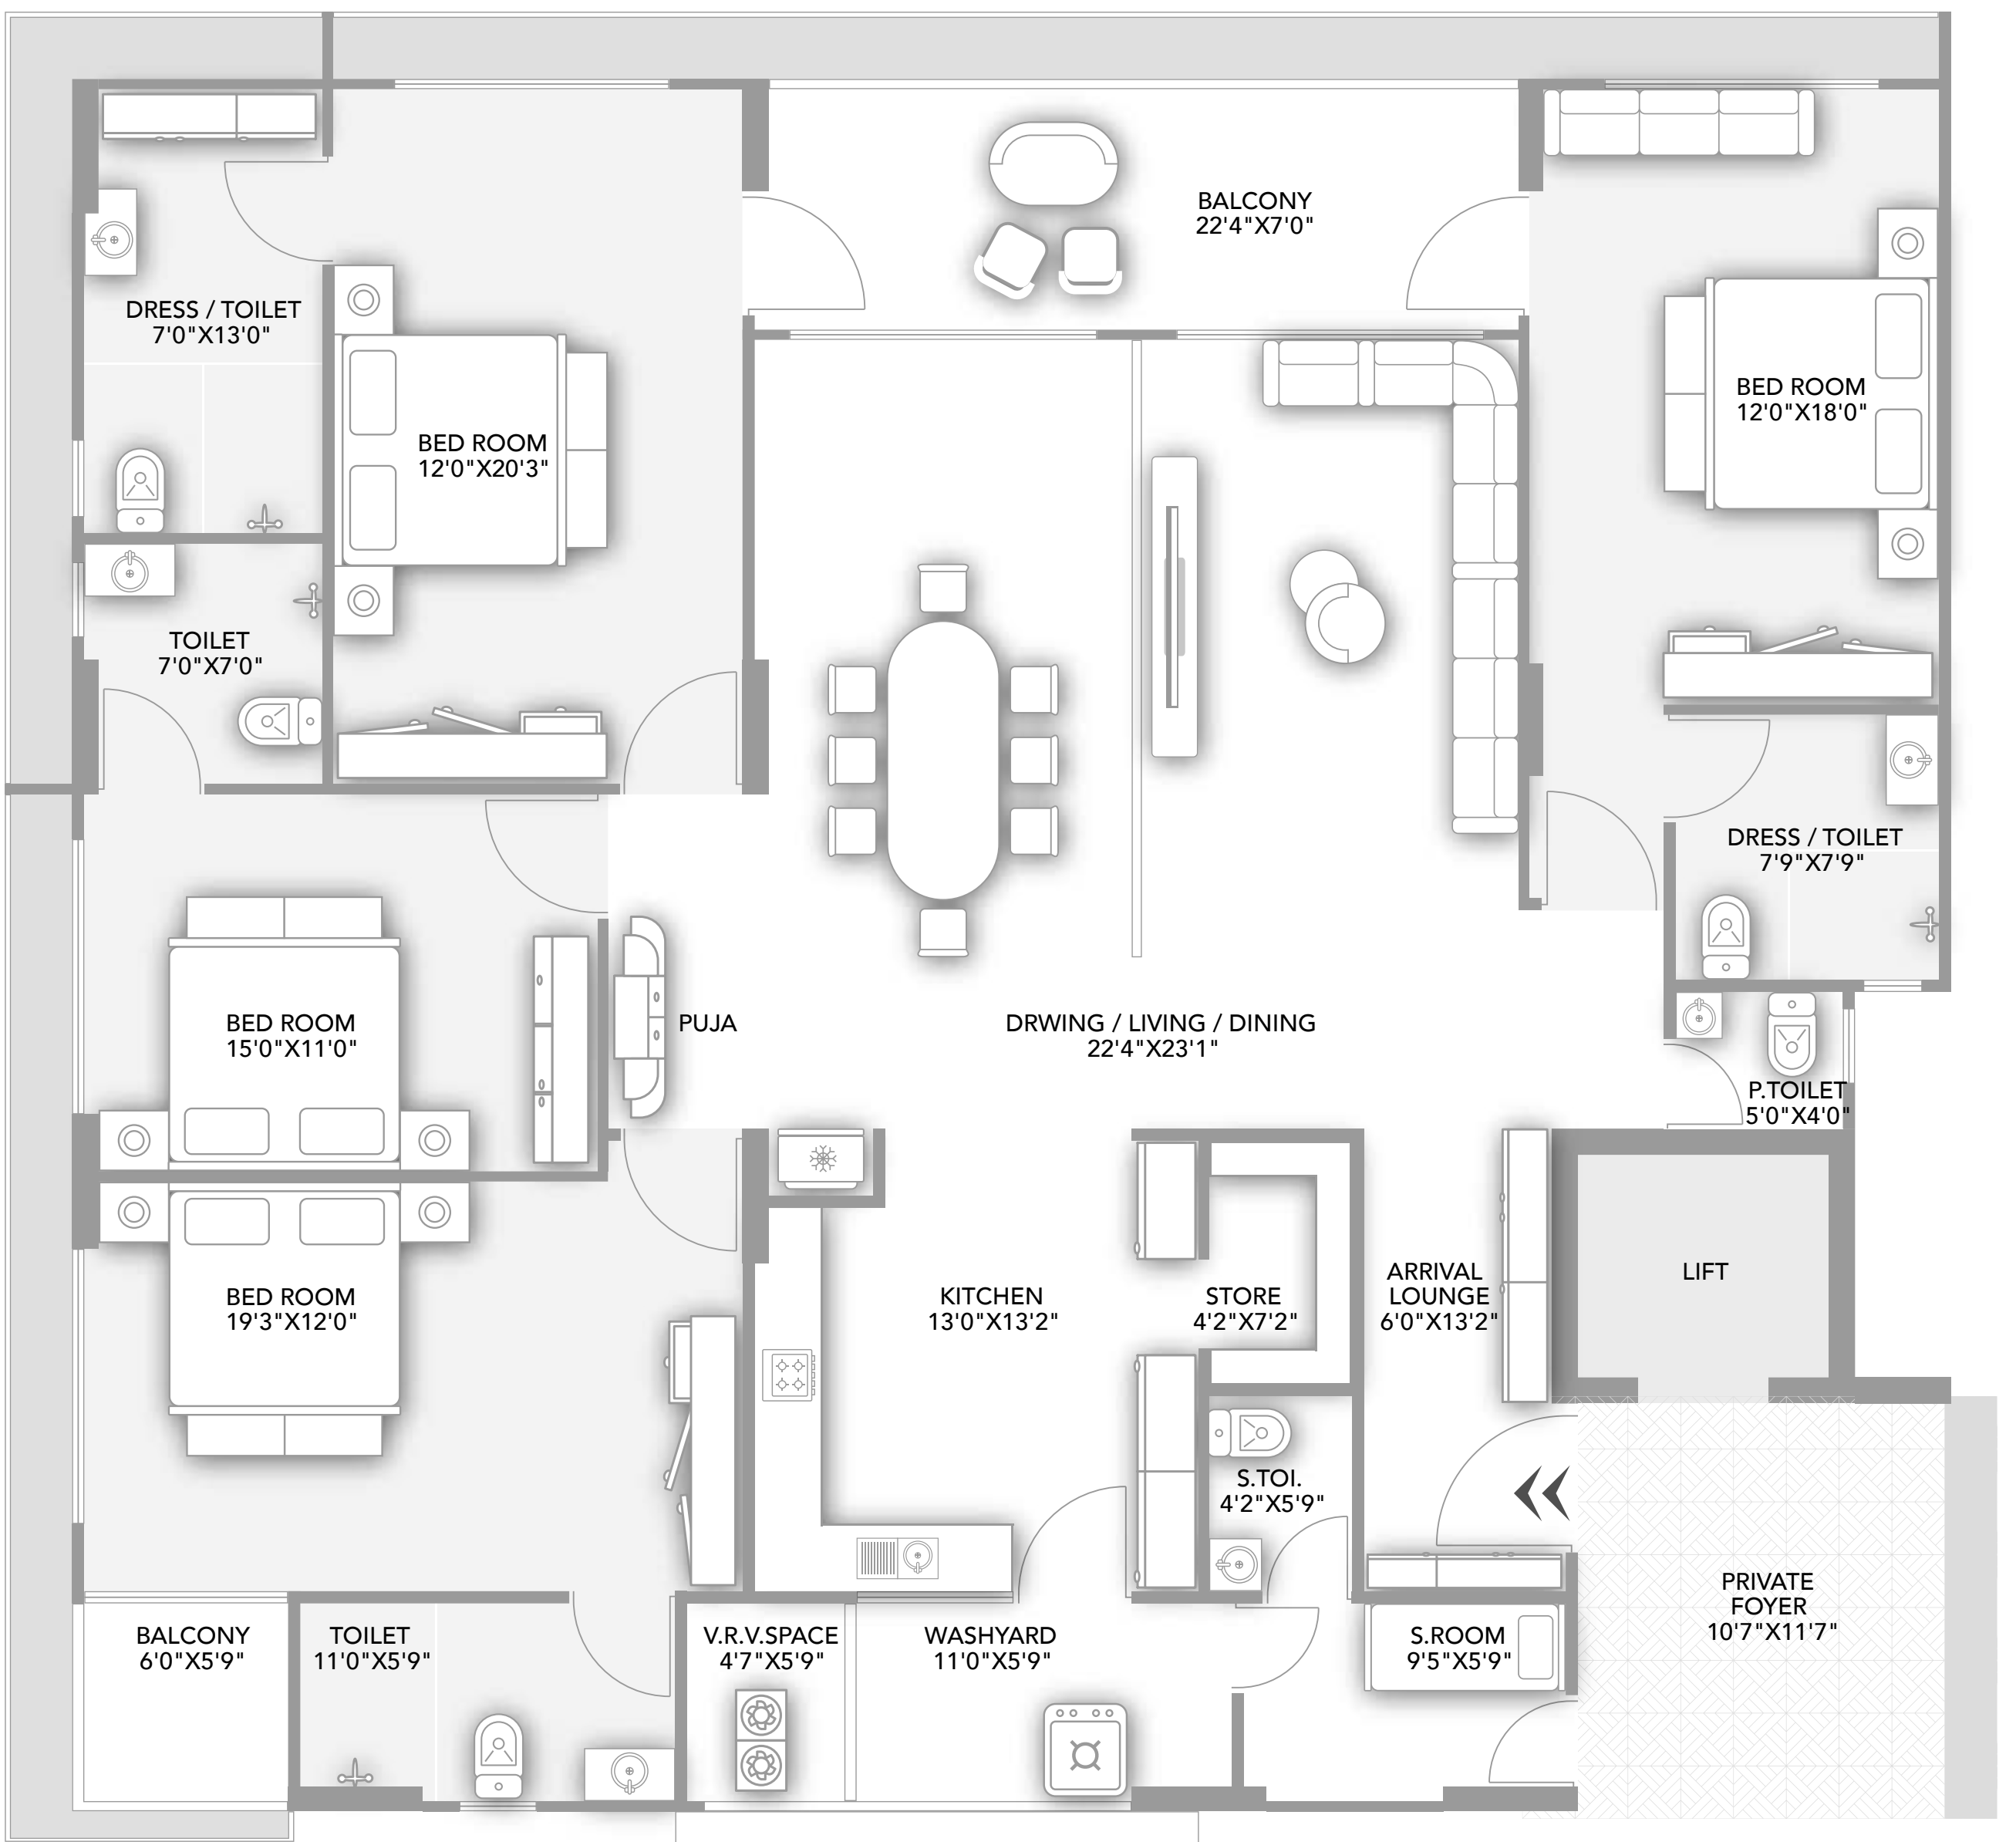 BALCONY
22'4"X7'0"
DRESS / TOILET
7'0"X13'0"
BED ROOM
12'0"X20'3"
BED ROOM
12'0"X18'0"
TOILET
7'0"X7'0"
DRESS / TOILET
7'9"X7'9"
BED ROOM
15'0"X11'0"
PUJA
DRWING / LIVING / DINING
22'4"X23'1"
P.TOILET
5'0"X4'0"
BED ROOM
19'3"X12'0"
KITCHEN
13'0"X13'2"
STORE
4'2"X7'2"
ARRIVAL
LOUNGE
6'0"X13'2"
LIFT
S.TOI.
4'2"X5'9"
BALCONY
6'0"X5'9"
TOILET
11'0"X5'9"
V.R.V.SPACE
4'7"X5'9"
WASHYARD
11'0"X5'9"
S.ROOM
9'5"X5'9"
PRIVATE
FOYER
10'7"X11'7"